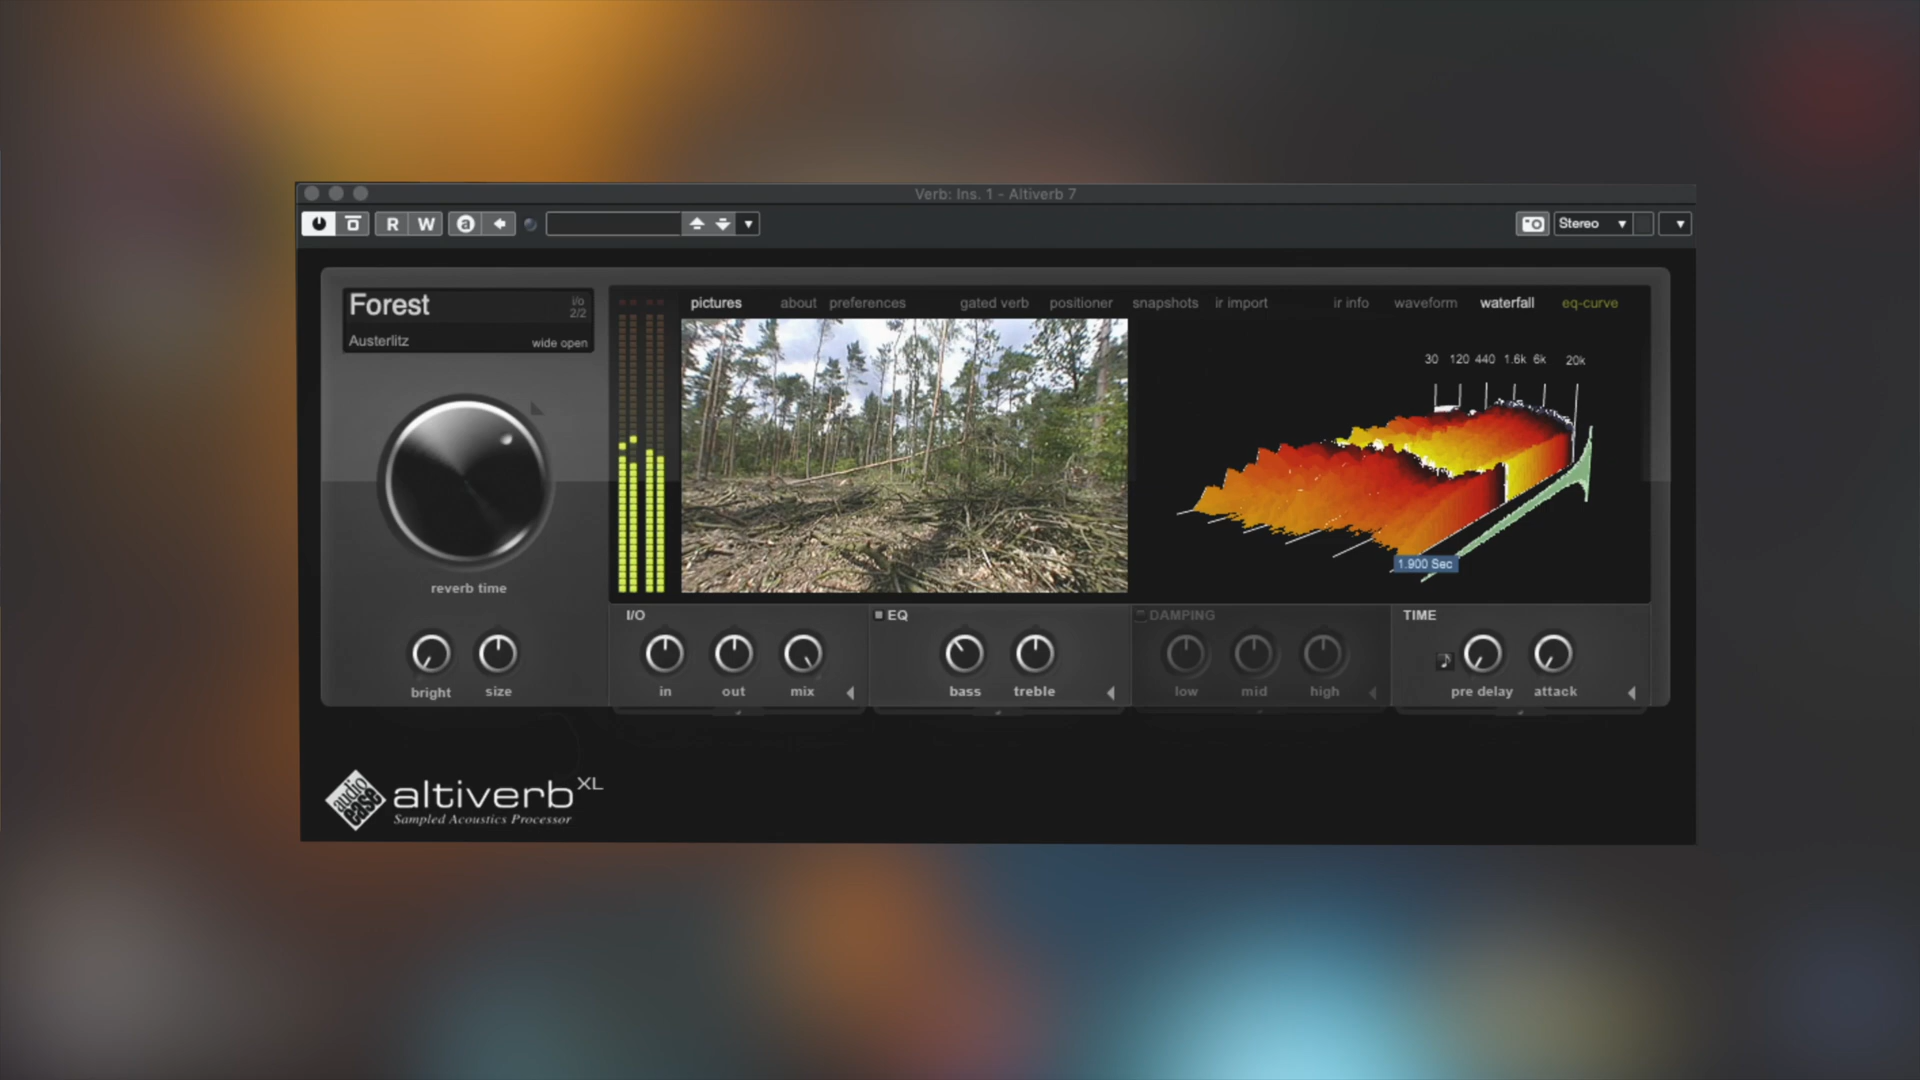 Verb: Ins. 1 - Altiverb 7
R W a Stereo
Forest
i/o
2/2
Austerlitz
wide open
pictures about preferences gated verb positioner snapshots ir import ir info waveform waterfall eq-curve
30 120 440 1.6k 6k 20k
1.900 Sec
reverb time
bright size
I/O
in out mix
EQ
bass treble
DAMPING
low mid high
TIME
pre delay attack
audio
ease
altiverb XL
Sampled Acoustics Processor